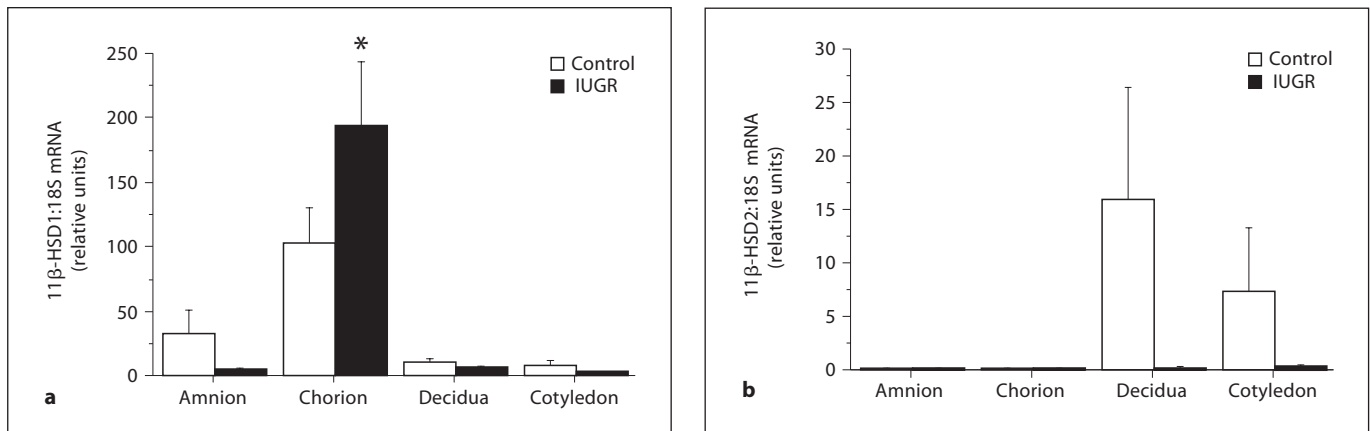 250
200
150
100
50
0
11β-HSD1:18S mRNA
(relative units)
*
Control
IUGR
Amnion Chorion Decidua Cotyledon
a
30
25
20
15
10
5
0
11β-HSD2:18S mRNA
(relative units)
Control
IUGR
Amnion Chorion Decidua Cotyledon
b